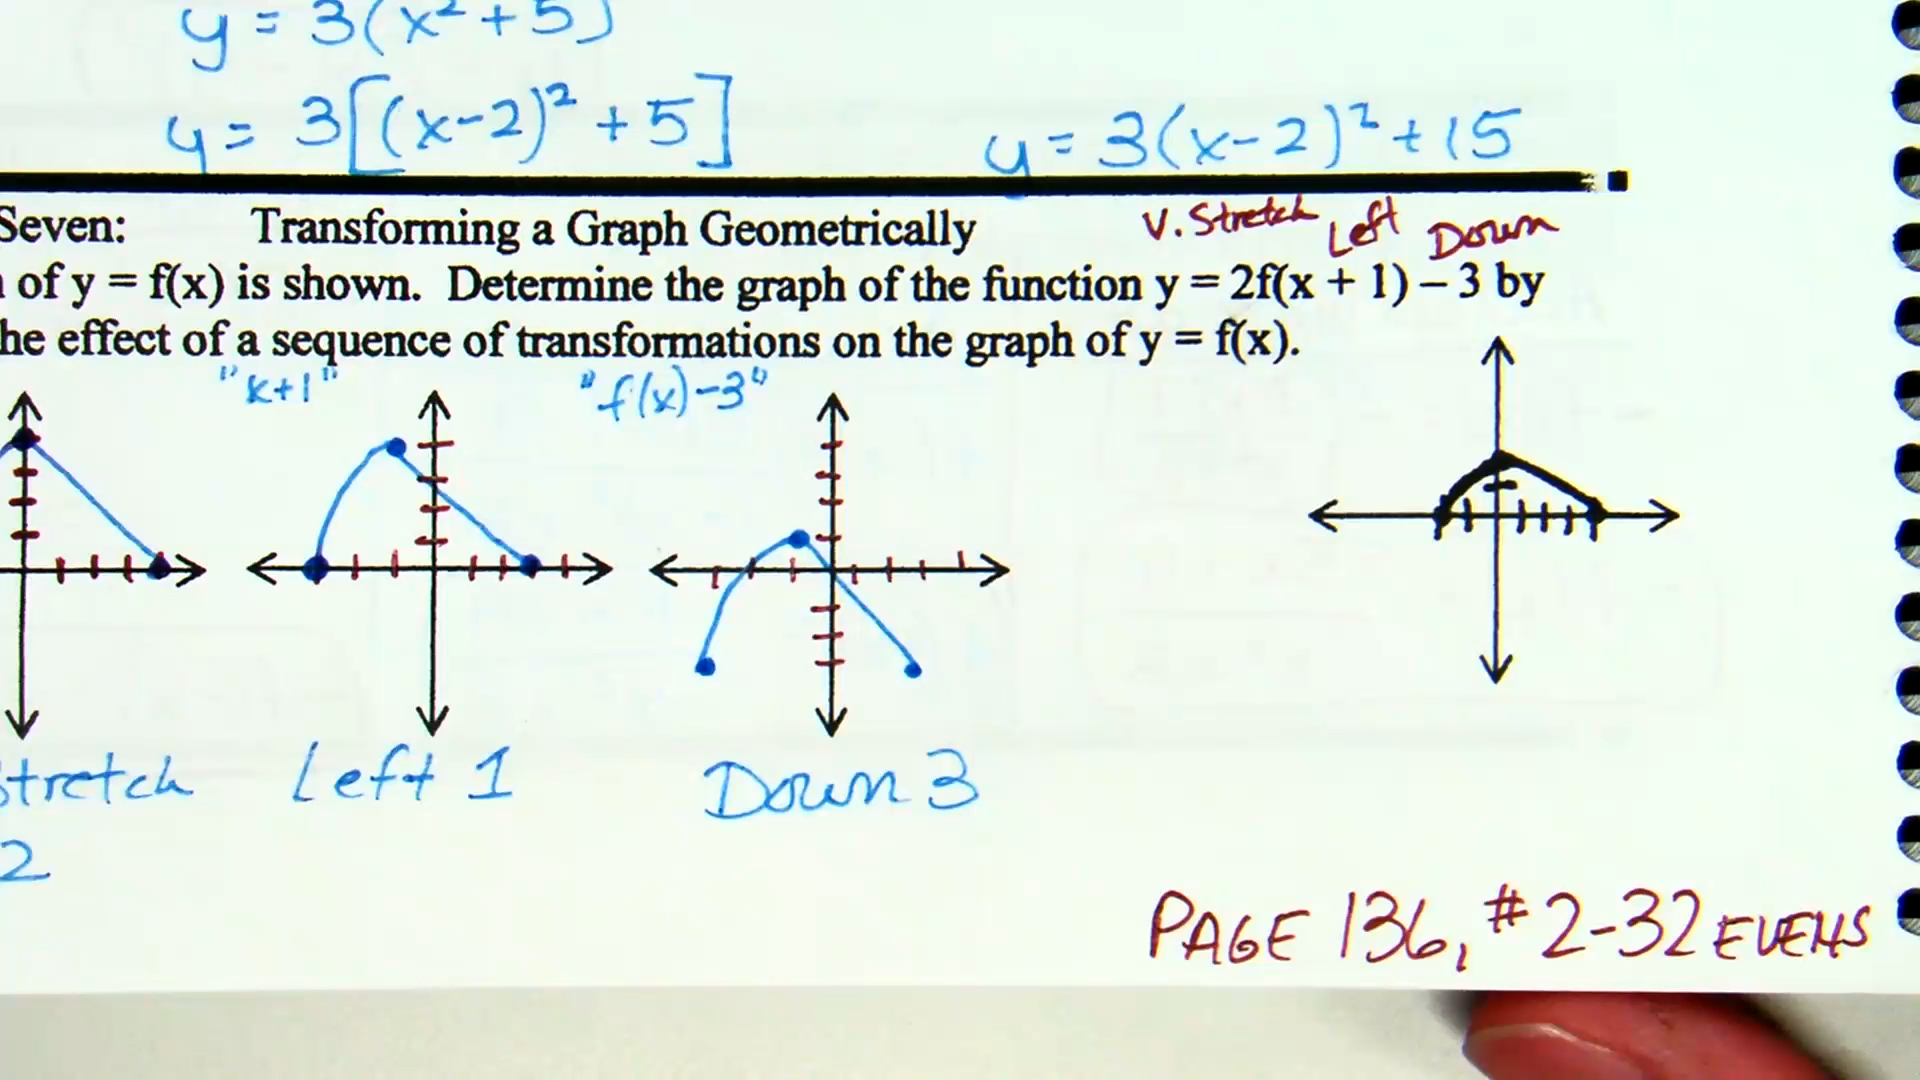 y = 3(x²+5)
y = 3[(x-2)²+5] y = 3(x-2)²+15
Seven: Transforming a Graph Geometrically V. Stretch Left Down
of y = f(x) is shown. Determine the graph of the function y = 2f(x + 1) – 3 by
he effect of a sequence of transformations on the graph of y = f(x).
"x+1" "f(x)-3"
Stretch Left 1 Down 3
2
PAGE 136, #2-32 EVENS